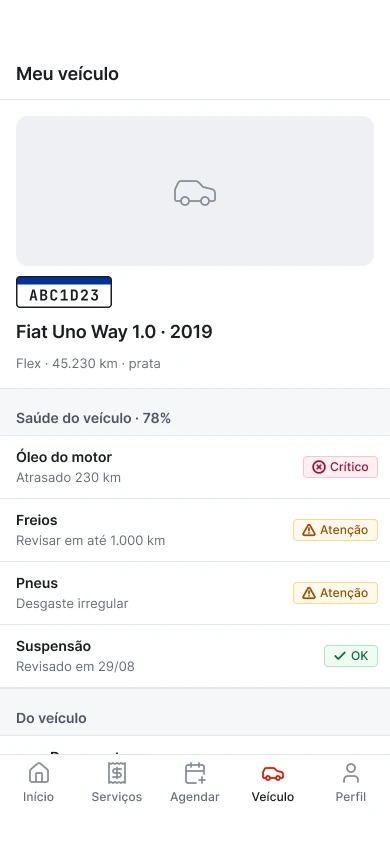 Meu veículo
ABC1D23
Fiat Uno Way 1.0 · 2019
Flex · 45.230 km · prata
Saúde do veículo · 78%
Óleo do motor
Crítico
Atrasado 230 km
Freios
Atenção
Revisar em até 1.000 km
Pneus
Atenção
Desgaste irregular
Suspensão
OK
Revisado em 29/08
Do veículo
Início
Serviços
Agendar
Veículo
Perfil